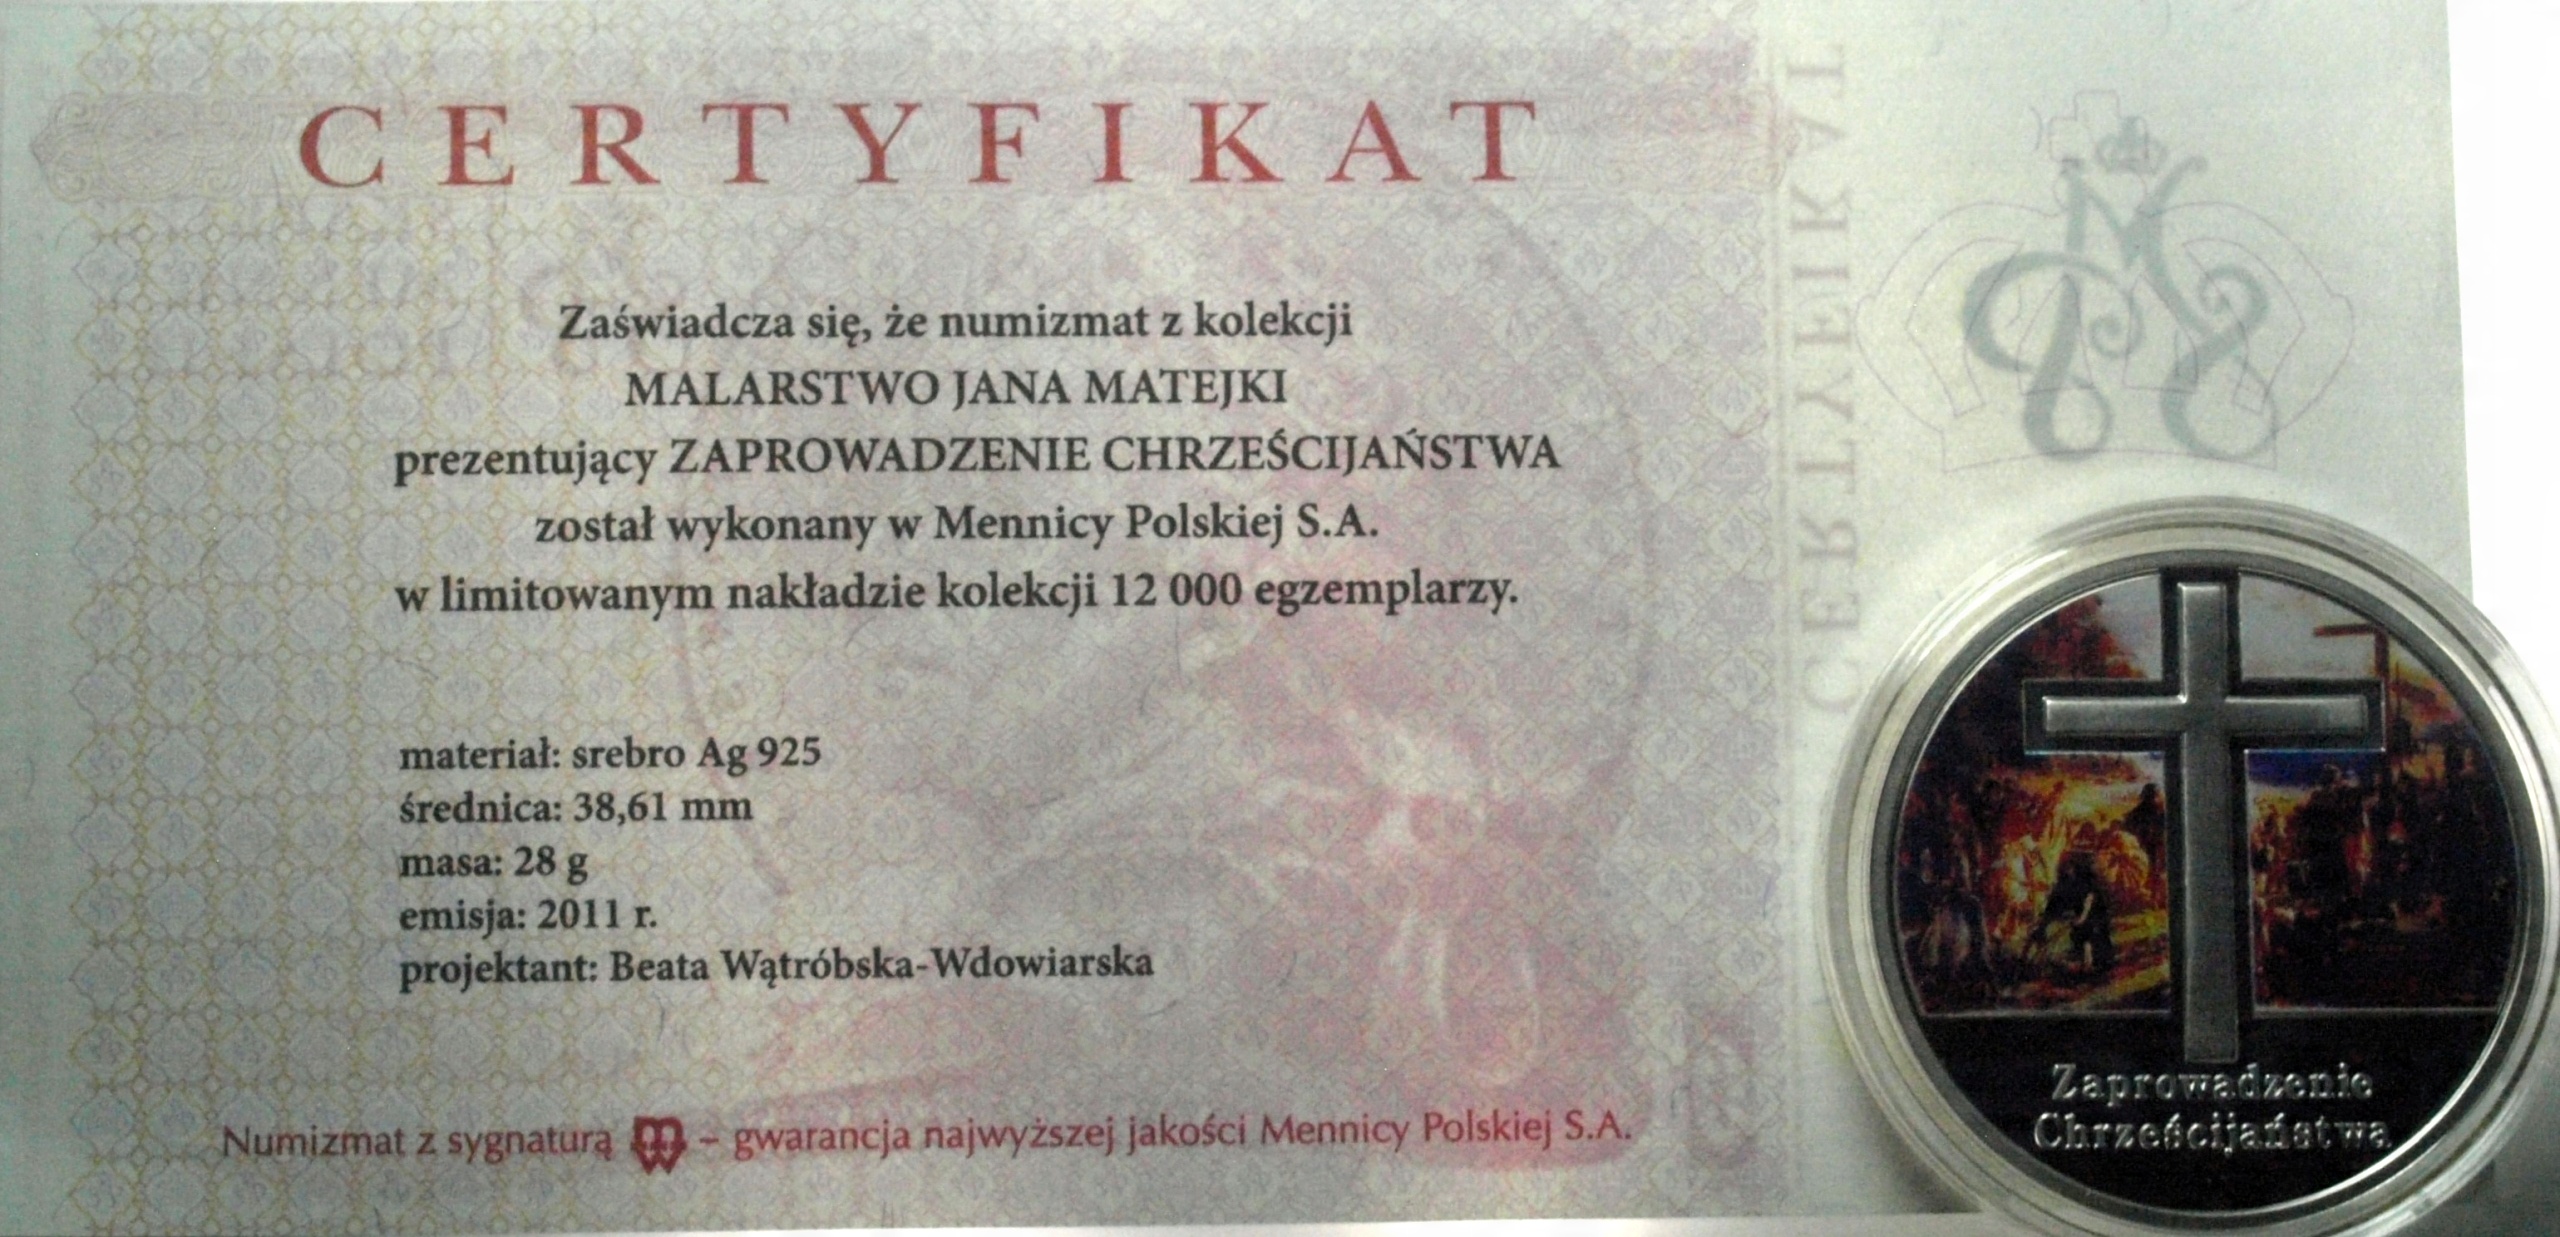 CERTYFIKAT
Zaświadcza się, że numizmat z kolekcji
MALARSTWO JANA MATEJKI
prezentujący ZAPROWADZENIE CHRZEŚCIJAŃSTWA
został wykonany w Mennicy Polskiej S.A.
w limitowanym nakładzie kolekcji 12 000 egzemplarzy.
materiał: srebro Ag 925
średnica: 38,61 mm
masa: 28 g
emisja: 2011 r.
projektant: Beata Wątróbska-Wdowiarska
Numizmat z sygnaturą MW – gwarancja najwyższej jakości Mennicy Polskiej S.A.
CERTYFIKAT
Zaprowadzenie
Chrześcijaństwa